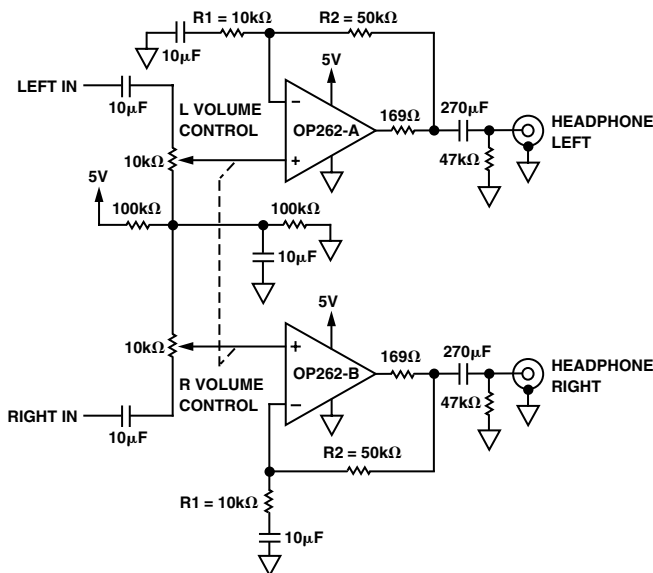 R1 = 10kΩ
R2 = 50kΩ
10µF
5V
LEFT IN
10µF
L VOLUME
CONTROL
OP262-A
169Ω
270µF
HEADPHONE
LEFT
47kΩ
10kΩ
5V
100kΩ
100kΩ
10µF
5V
10kΩ
OP262-B
169Ω
270µF
HEADPHONE
RIGHT
R VOLUME
CONTROL
47kΩ
RIGHT IN
10µF
R2 = 50kΩ
R1 = 10kΩ
10µF